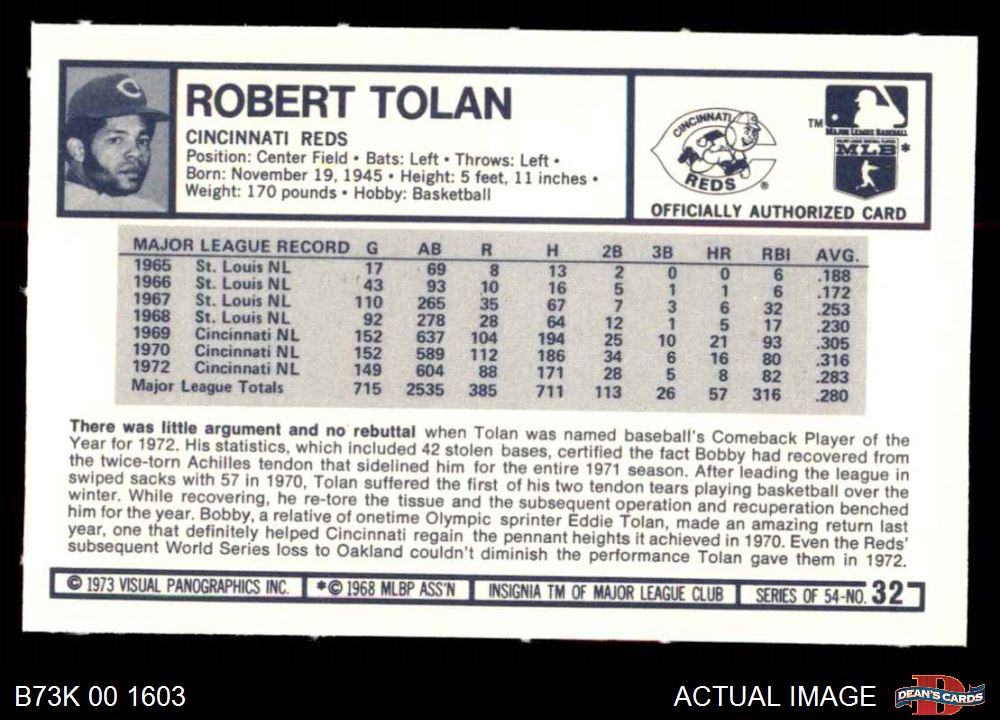 ROBERT TOLAN
CINCINNATI REDS
Position: Center Field • Bats: Left • Throws: Left •
Born: November 19, 1945 • Height: 5 feet, 11 inches •
Weight: 170 pounds • Hobby: Basketball
C
CINCINNATI
REDS
®
TM
MAJOR LEAGUE BASEBALL
MAJOR LEAGUE BASEBALL PLAYERS
MLB *
OFFICIALLY AUTHORIZED CARD
MAJOR LEAGUE RECORD G AB R H 2B 3B HR RBI AVG.
1965 St. Louis NL 17 69 8 13 2 0 0 6 .188
1966 St. Louis NL 43 93 10 16 5 1 1 6 .172
1967 St. Louis NL 110 265 35 67 7 3 6 32 .253
1968 St. Louis NL 92 278 28 64 12 1 5 17 .230
1969 Cincinnati NL 152 637 104 194 25 10 21 93 .305
1970 Cincinnati NL 152 589 112 186 34 6 16 80 .316
1972 Cincinnati NL 149 604 88 171 28 5 8 82 .283
Major League Totals 715 2535 385 711 113 26 57 316 .280
There was little argument and no rebuttal when Tolan was named baseball's Comeback Player of the
Year for 1972. His statistics, which included 42 stolen bases, certified the fact Bobby had recovered from
the twice-torn Achilles tendon that sidelined him for the entire 1971 season. After leading the league in
swiped sacks with 57 in 1970, Tolan suffered the first of his two tendon tears playing basketball over the
winter. While recovering, he re-tore the tissue and the subsequent operation and recuperation benched
him for the year. Bobby, a relative of onetime Olympic sprinter Eddie Tolan, made an amazing return last
year, one that definitely helped Cincinnati regain the pennant heights it achieved in 1970. Even the Reds'
subsequent World Series loss to Oakland couldn't diminish the performance Tolan gave them in 1972.
© 1973 VISUAL PANOGRAPHICS INC. *© 1968 MLBP ASS'N INSIGNIA TM OF MAJOR LEAGUE CLUB SERIES OF 54-NO. 32
B73K 00 1603
ACTUAL IMAGE
DEAN'S CARDS